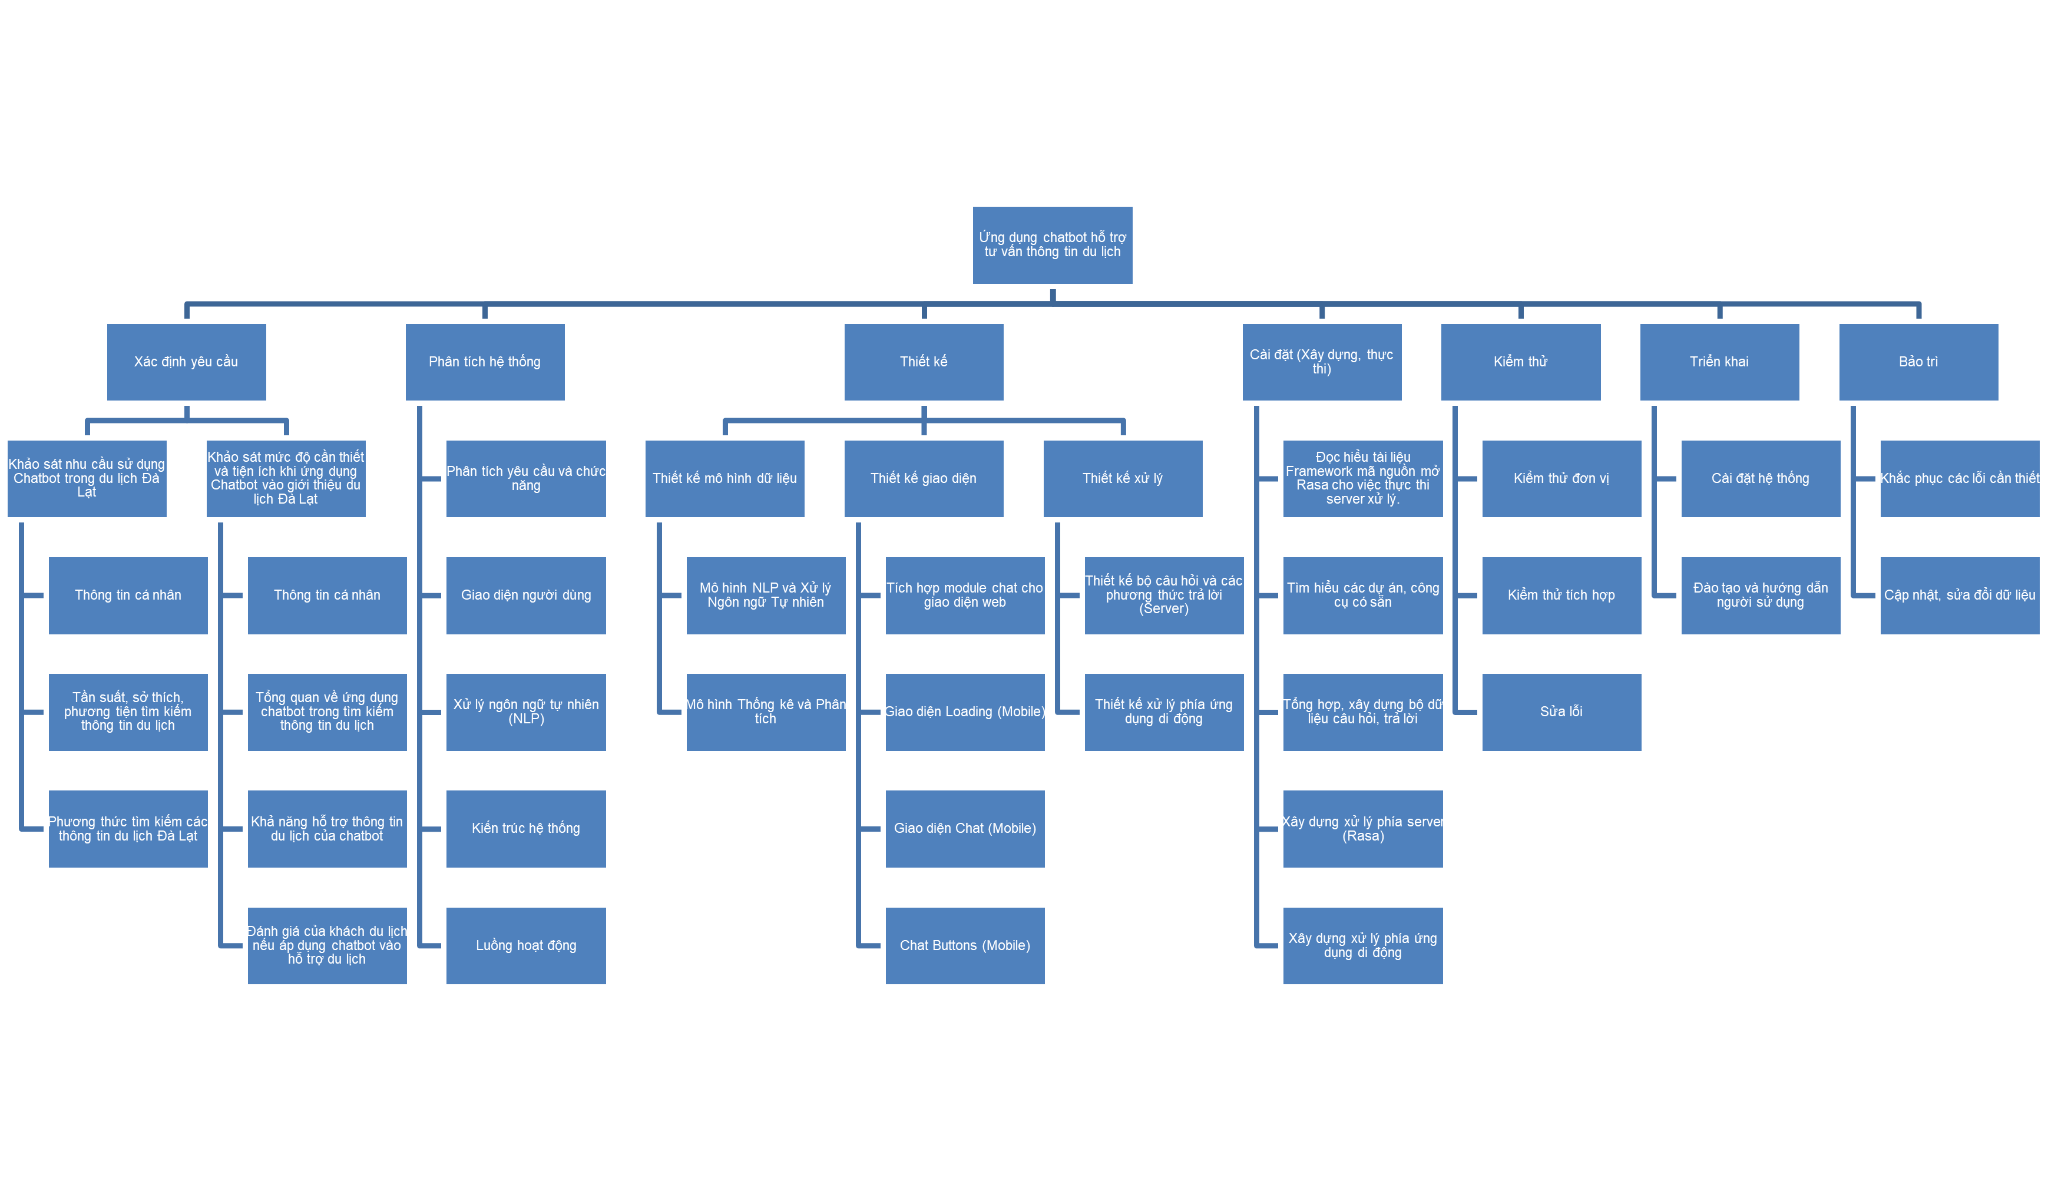 Ứng dụng chatbot hỗ trợ
tư vấn thông tin du lịch
Xác định yêu cầu
Khảo sát nhu cầu sử dụng
Chatbot trong du lịch Đà
Lạt
Thông tin cá nhân
Tần suất, sở thích,
phương tiện tìm kiếm
thông tin du lịch
Phương thức tìm kiếm các
thông tin du lịch Đà Lạt
Khảo sát mức độ cần thiết
và tiện ích khi ứng dụng
Chatbot vào giới thiệu du
lịch Đà Lạt
Thông tin cá nhân
Tổng quan về ứng dụng
chatbot trong tìm kiếm
thông tin du lịch
Khả năng hỗ trợ thông tin
du lịch của chatbot
Đánh giá của khách du lịch
nếu áp dụng chatbot vào
hỗ trợ du lịch
Phân tích hệ thống
Phân tích yêu cầu và chức
năng
Giao diện người dùng
Xử lý ngôn ngữ tự nhiên
(NLP)
Kiến trúc hệ thống
Luồng hoạt động
Thiết kế
Thiết kế mô hình dữ liệu
Mô hình NLP và Xử lý
Ngôn ngữ Tự nhiên
Mô hình Thống kê và Phân
tích
Thiết kế giao diện
Tích hợp module chat cho
giao diện web
Giao diện Loading (Mobile)
Giao diện Chat (Mobile)
Chat Buttons (Mobile)
Thiết kế xử lý
Thiết kế bộ câu hỏi và các
phương thức trả lời
(Server)
Thiết kế xử lý phía ứng
dụng di động
Cài đặt (Xây dựng, thực
thi)
Đọc hiểu tài liệu
Framework mã nguồn mở
Rasa cho việc thực thi
server xử lý.
Tìm hiểu các dự án, công
cụ có sẵn
Tổng hợp, xây dựng bộ dữ
liệu câu hỏi, trả lời
Xây dựng xử lý phía server
(Rasa)
Xây dựng xử lý phía ứng
dụng di động
Kiểm thử
Kiểm thử đơn vị
Kiểm thử tích hợp
Sửa lỗi
Triển khai
Cài đặt hệ thống
Đào tạo và hướng dẫn
người sử dụng
Bảo trì
Khắc phục các lỗi cần thiết
Cập nhật, sửa đổi dữ liệu